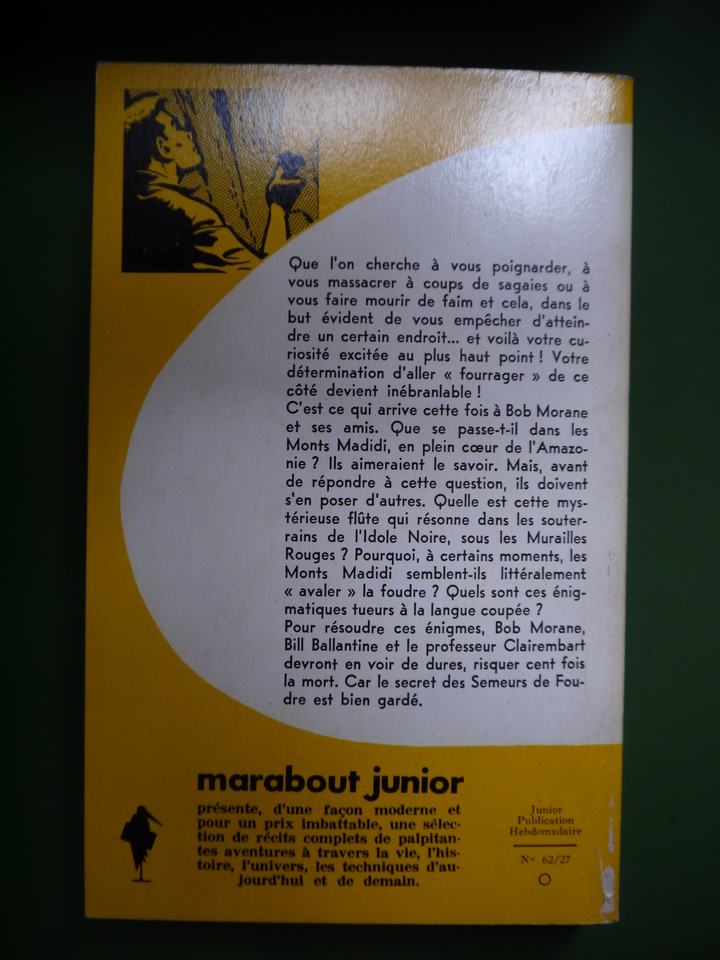 Que l'on cherche à vous poignarder, à
vous massacrer à coups de sagaies ou à
vous faire mourir de faim et cela, dans le
but évident de vous empêcher d'attein-
dre un certain endroit... et voilà votre cu-
riosité excitée au plus haut point ! Votre
détermination d'aller « fourrager » de ce
côté devient inébranlable !
C'est ce qui arrive cette fois à Bob Morane
et ses amis. Que se passe-t-il dans les
Monts Madidi, en plein cœur de l'Amazo-
nie ? Ils aimeraient le savoir. Mais, avant
de répondre à cette question, ils doivent
s'en poser d'autres. Quelle est cette mys-
térieuse flûte qui résonne dans les souter-
rains de l'Idole Noire, sous les Murailles
Rouges ? Pourquoi, à certains moments, les
Monts Madidi semblent-ils littéralement
« avaler » la foudre ? Quels sont ces énig-
matiques tueurs à la langue coupée ?
Pour résoudre ces énigmes, Bob Morane,
Bill Ballantine et le professeur Clairembart
devront en voir de dures, risquer cent fois
la mort. Car le secret des Semeurs de Fou-
dre est bien gardé.
marabout junior
présente, d'une façon moderne et
pour un prix imbattable, une sélec-
tion de récits complets de palpitan-
tes aventures à travers la vie, l'his-
toire, l'univers, les techniques d'au-
jourd'hui et de demain.
Junior
Publication
Hebdomadaire
N° 62/27